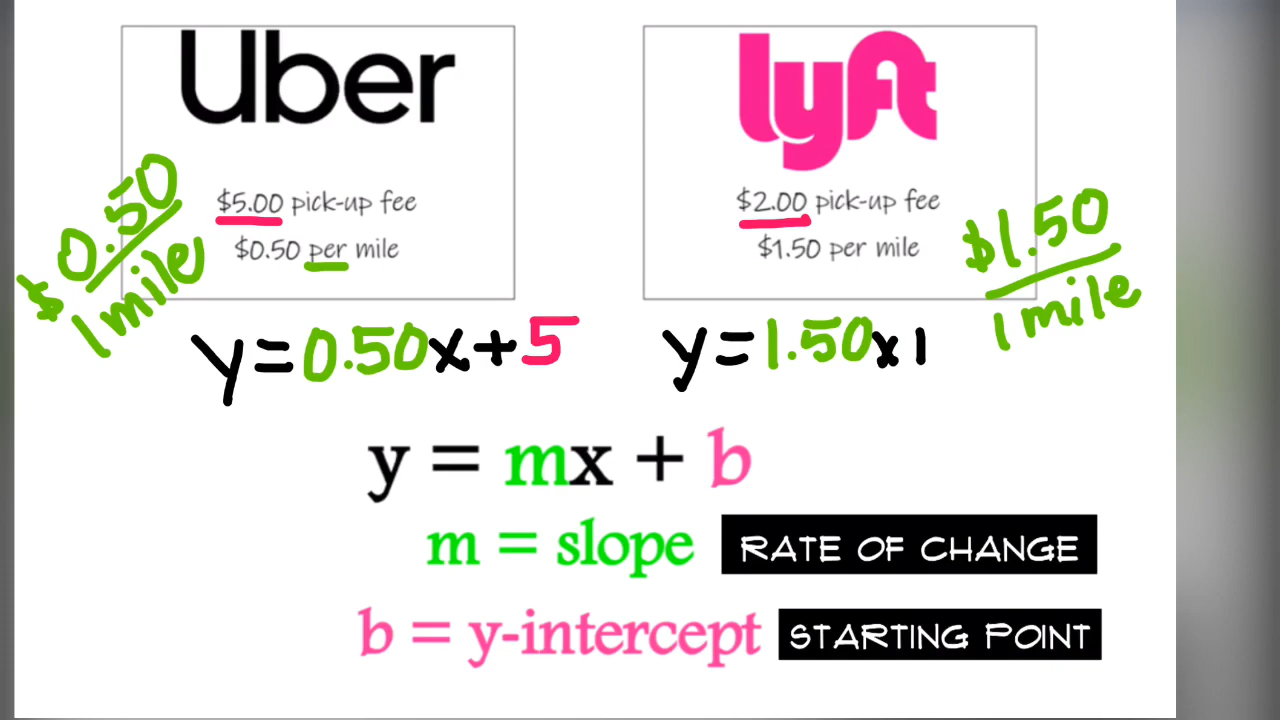 Uber
$5.00 pick-up fee
$0.50 per mile
$0.50
1 mile
y=0.50x+5
lyft
$2.00 pick-up fee
$1.50 per mile
$1.50
1 mile
y=1.50x1
y = mx + b
m = slope
RATE OF CHANGE
b = y-intercept
STARTING POINT